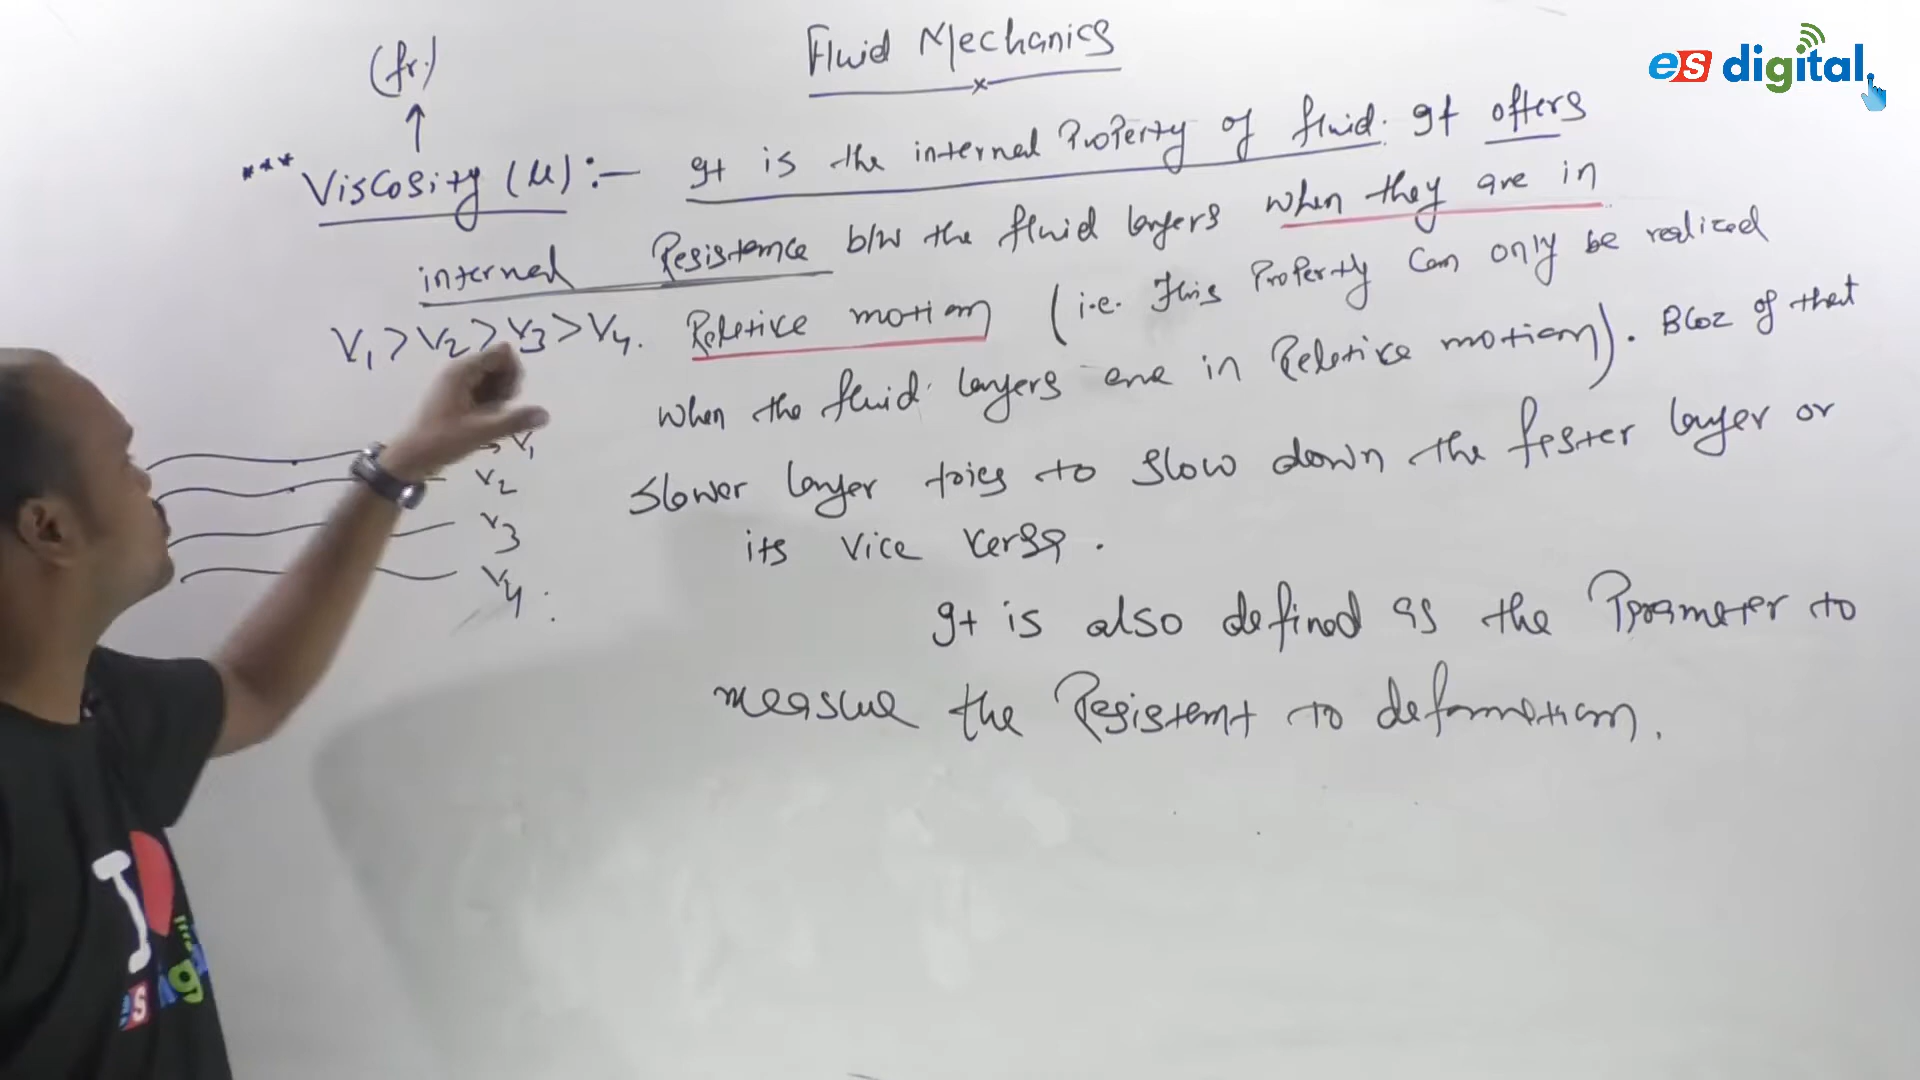 Fluid Mechanics
(fr.)
*** Viscosity (μ) :- It is the internal Property of fluid. It offers
internal Resistance b/w the fluid layers when they are in
V1 > V2 > V3 > V4. Relative motion (i.e. This Property can only be realized
when the fluid layers are in Relative motion). Bcoz of that
slower layer tries to slow down the faster layer or
its vice versa.
It is also defined as the Parameter to
measure the Resistant to deformation.
V1
V2
V3
V4
es digital
I
es